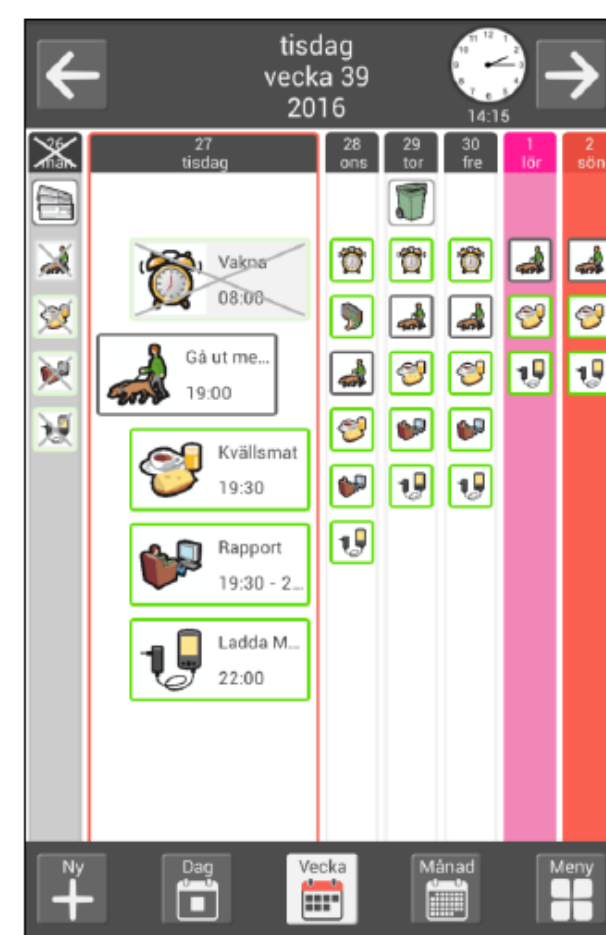 tisdag
vecka 39
2016
14:15
26
mån
27
tisdag
28
ons
29
tor
30
fre
1
lör
2
sön
Vakna
08:00
Gå ut me...
19:00
Kvällsmat
19:30
Rapport
19:30 - 2...
Ladda M...
22:00
Ny
Dag
Vecka
Månad
Meny